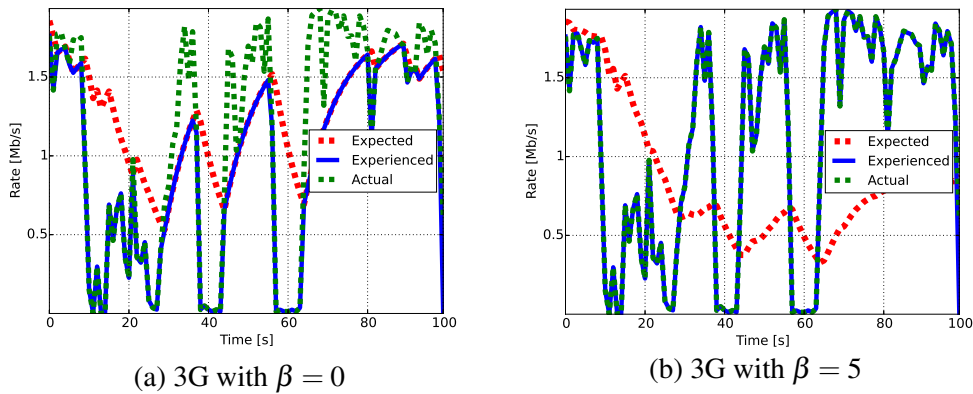 Rate [Mb/s]
1.5
1
0.5
0
20
40
60
80
100
Time [s]
Expected
Experienced
Actual
(a) 3G with β = 0
Rate [Mb/s]
1.5
1
0.5
0
20
40
60
80
100
Time [s]
Expected
Experienced
Actual
(b) 3G with β = 5